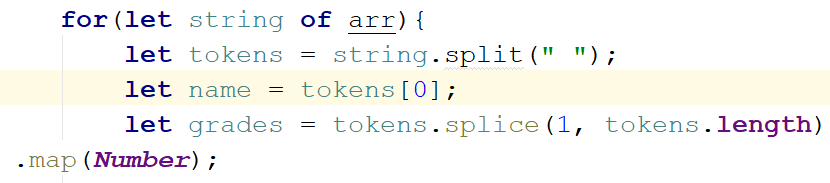 for(let string of arr){
let tokens = string.split(" ");
let name = tokens[0];
let grades = tokens.splice(1, tokens.length)
.map(Number);